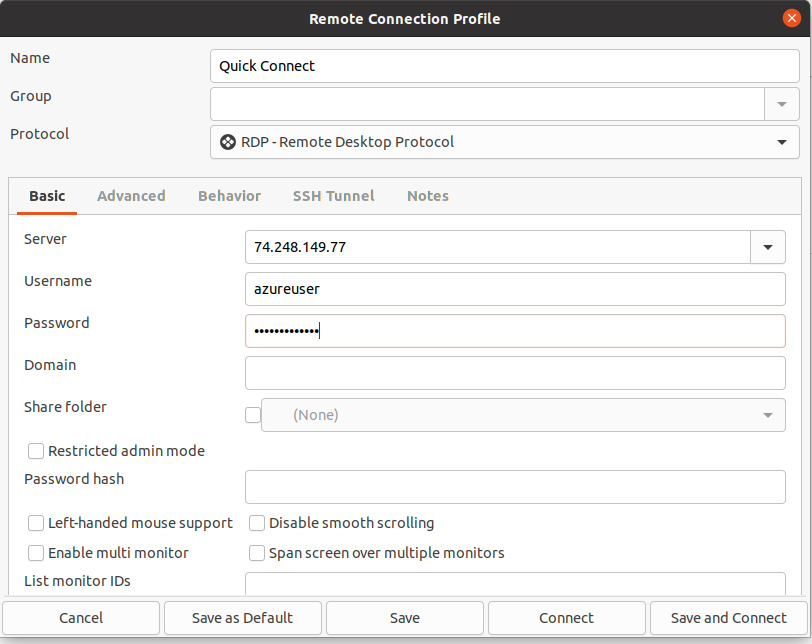 Remote Connection Profile
Name Quick Connect
Group
Protocol RDP - Remote Desktop Protocol
Basic Advanced Behavior SSH Tunnel Notes
Server 74.248.149.77
Username azureuser
Password •••••••••••••
Domain
Share folder (None)
Restricted admin mode
Password hash
Left-handed mouse support Disable smooth scrolling
Enable multi monitor Span screen over multiple monitors
List monitor IDs
Cancel Save as Default Save Connect Save and Connect